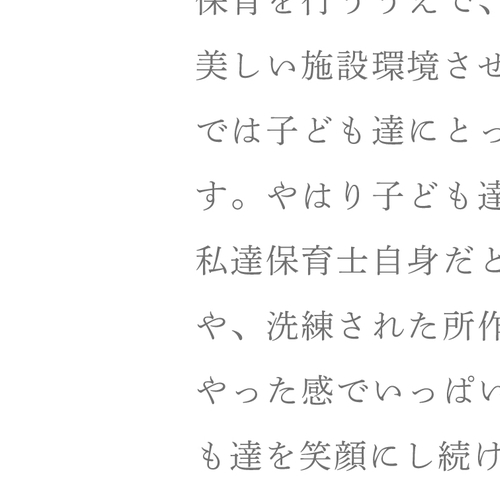 保育を行ううえで、
美しい施設環境させ
では子ども達にとっ
す。やはり子ども達
私達保育士自身だと
や、洗練された所作
やった感でいっぱい
も達を笑顔にし続け